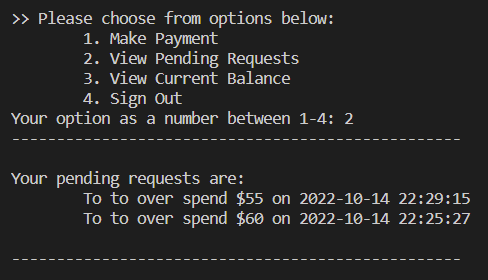 >> Please choose from options below:
1. Make Payment
2. View Pending Requests
3. View Current Balance
4. Sign Out
Your option as a number between 1-4: 2
--------------------------------------------------
Your pending requests are:
To to over spend $55 on 2022-10-14 22:29:15
To to over spend $60 on 2022-10-14 22:25:27
--------------------------------------------------